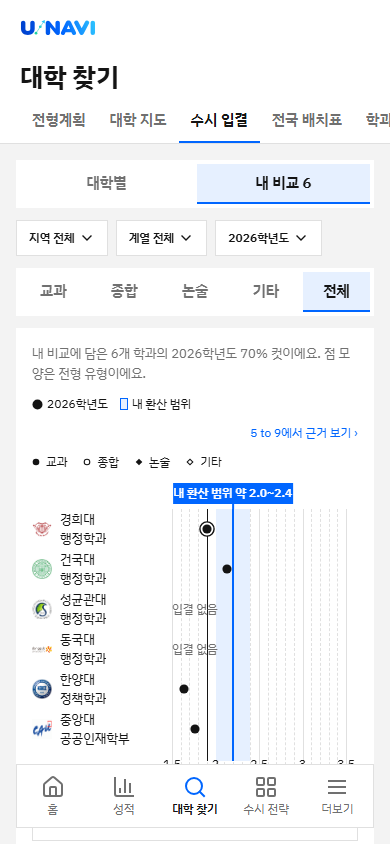 UNAVI
대학 찾기
전형계획 대학 지도 수시 입결 전국 배치표 학과
대학별 내 비교 6
지역 전체 계열 전체 2026학년도
교과 종합 논술 기타 전체
내 비교에 담은 6개 학과의 2026학년도 70% 컷이에요. 점 모
양은 전형 유형이에요.
2026학년도 내 환산 범위
5 to 9에서 근거 보기 ›
교과 종합 논술 기타
내 환산 범위 약 2.0~2.4
경희대
행정학과
건국대
행정학과
성균관대
행정학과
입결 없음
동국대
행정학과
입결 없음
한양대
정책학과
중앙대
공공인재학부
1.5 2 2.5 3 3.5
홈 성적 대학 찾기 수시 전략 더보기